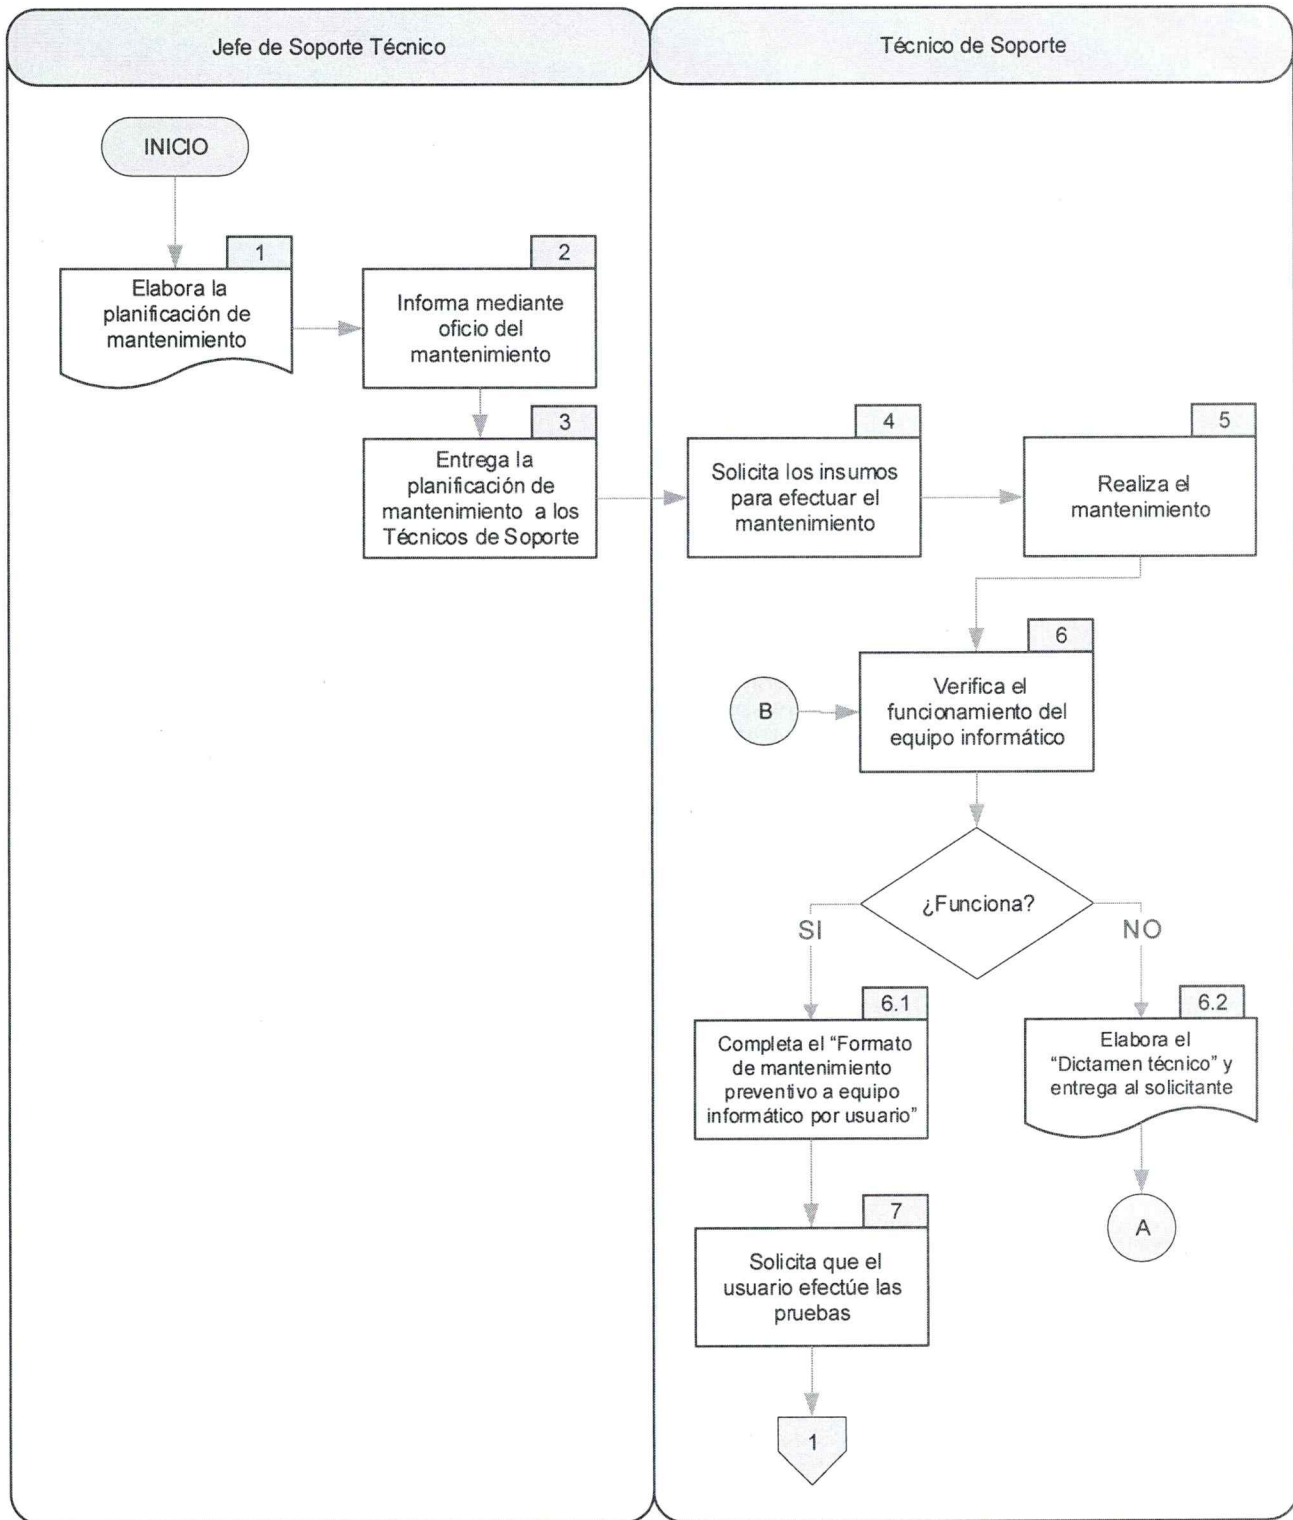 Jefe de Soporte Técnico
Técnico de Soporte
INICIO
1
Elabora la
planificación de
mantenimiento
2
Informa mediante
oficio del
mantenimiento
3
Entrega la
planificación de
mantenimiento a los
Técnicos de Soporte
4
Solicita los insumos
para efectuar el
mantenimiento
5
Realiza el
mantenimiento
6
Verifica el
funcionamiento del
equipo informático
B
¿Funciona?
SI
NO
6.1
Completa el “Formato
de mantenimiento
preventivo a equipo
informático por usuario”
6.2
Elabora el
“Dictamen técnico” y
entrega al solicitante
7
Solicita que el
usuario efectúe las
pruebas
A
1